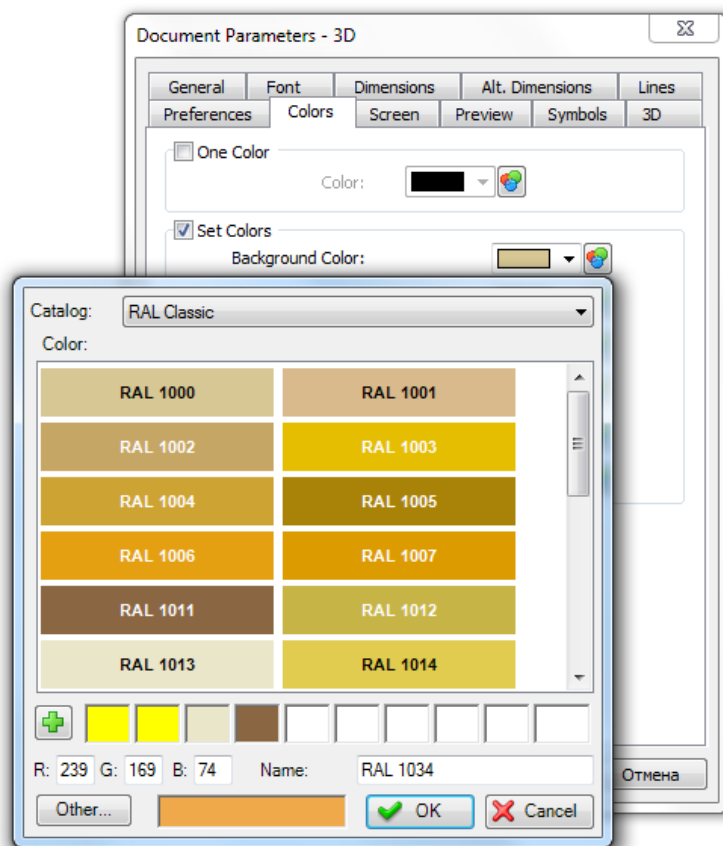 Document Parameters - 3D
General Font Dimensions Alt. Dimensions Lines
Preferences Colors Screen Preview Symbols 3D
One Color
Color:
Set Colors
Background Color:
Catalog: RAL Classic
Color:
RAL 1000 RAL 1001
RAL 1002 RAL 1003
RAL 1004 RAL 1005
RAL 1006 RAL 1007
RAL 1011 RAL 1012
RAL 1013 RAL 1014
R: 239 G: 169 B: 74 Name: RAL 1034
Отмена
Other... OK Cancel